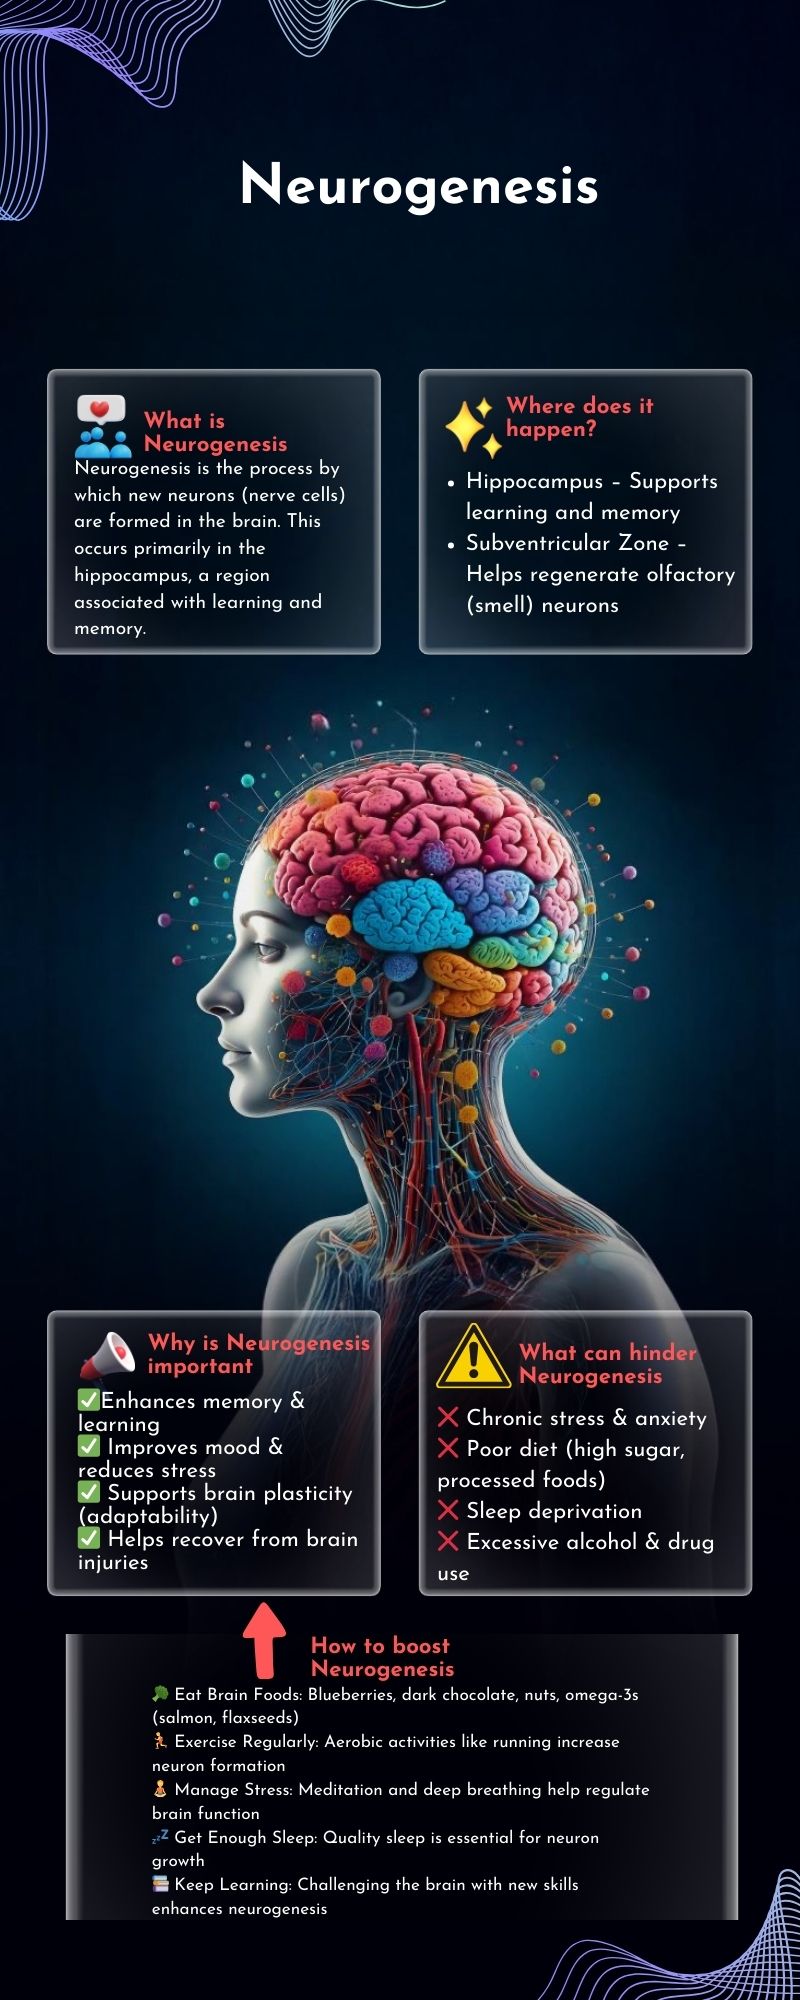 Neurogenesis
What is
Neurogenesis
Neurogenesis is the process by
which new neurons (nerve cells)
are formed in the brain. This
occurs primarily in the
hippocampus, a region
associated with learning and
memory.
Where does it
happen?
• Hippocampus – Supports
learning and memory
• Subventricular Zone –
Helps regenerate olfactory
(smell) neurons
Why is Neurogenesis
important
✅Enhances memory &
learning
✅ Improves mood &
reduces stress
✅ Supports brain plasticity
(adaptability)
✅ Helps recover from brain
injuries
What can hinder
Neurogenesis
❌ Chronic stress & anxiety
❌ Poor diet (high sugar,
processed foods)
❌ Sleep deprivation
❌ Excessive alcohol & drug
use
How to boost
Neurogenesis
🥦 Eat Brain Foods: Blueberries, dark chocolate, nuts, omega-3s
(salmon, flaxseeds)
🏃 Exercise Regularly: Aerobic activities like running increase
neuron formation
🧘 Manage Stress: Meditation and deep breathing help regulate
brain function
💤 Get Enough Sleep: Quality sleep is essential for neuron
growth
📚 Keep Learning: Challenging the brain with new skills
enhances neurogenesis